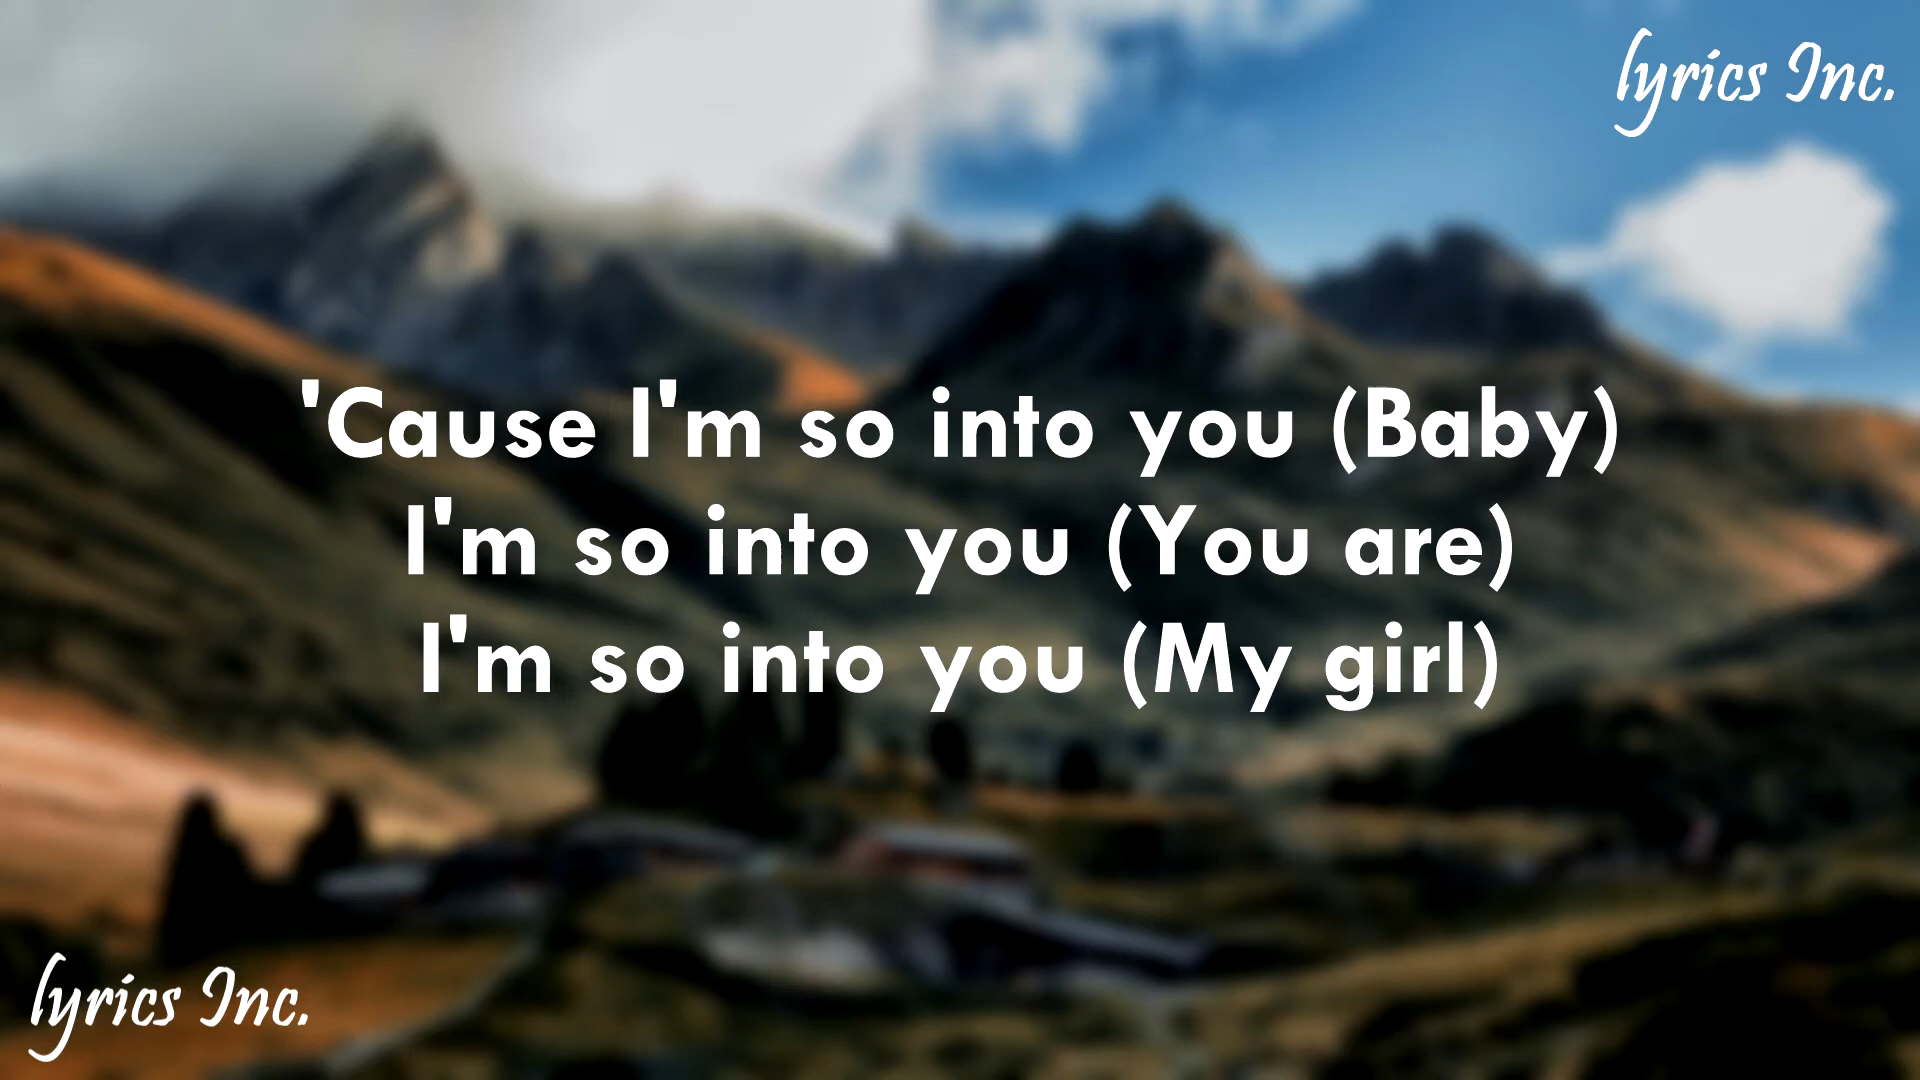 lyrics Inc.
'Cause I'm so into you (Baby)
I'm so into you (You are)
I'm so into you (My girl)
lyrics Inc.